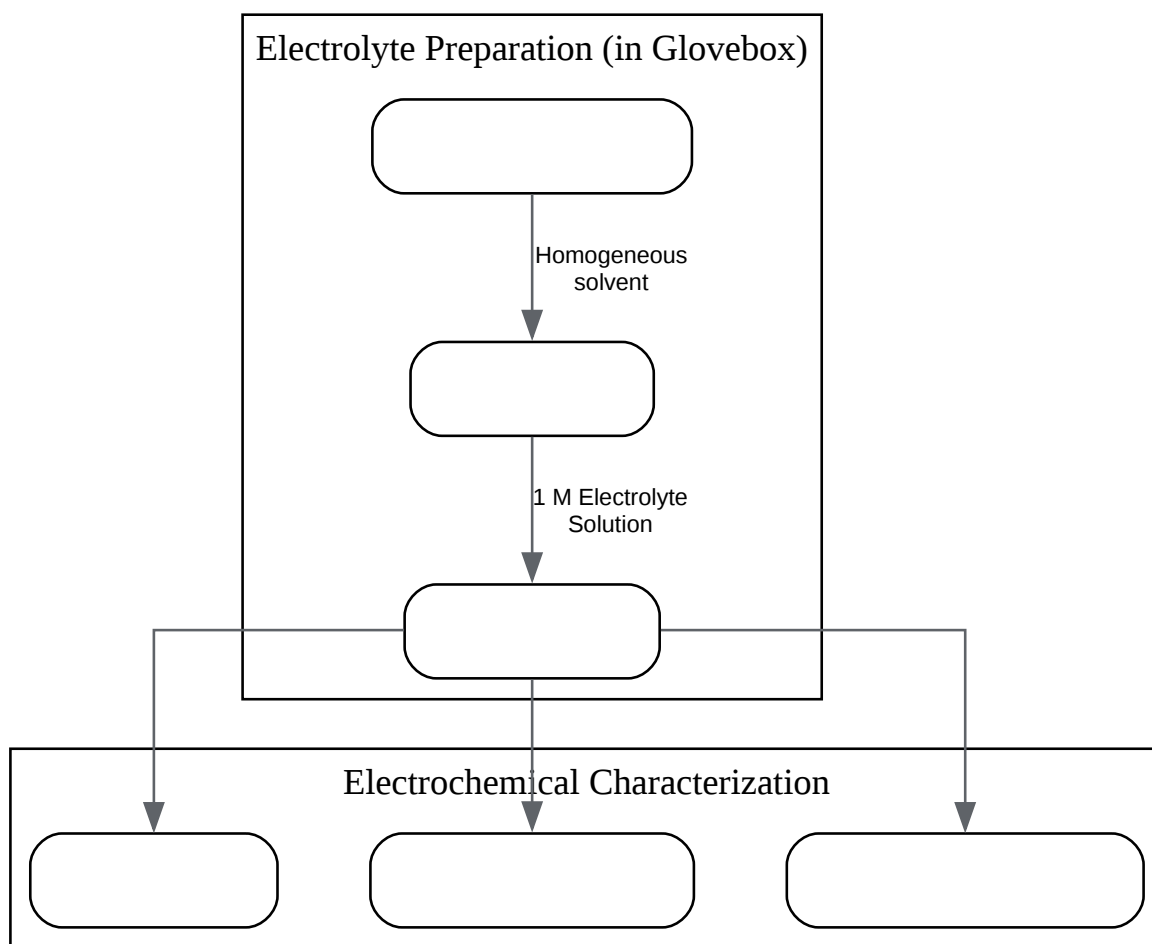 Electrolyte Preparation (in Glovebox)
Homogeneous
solvent
1 M Electrolyte
Solution
Electrochemical Characterization